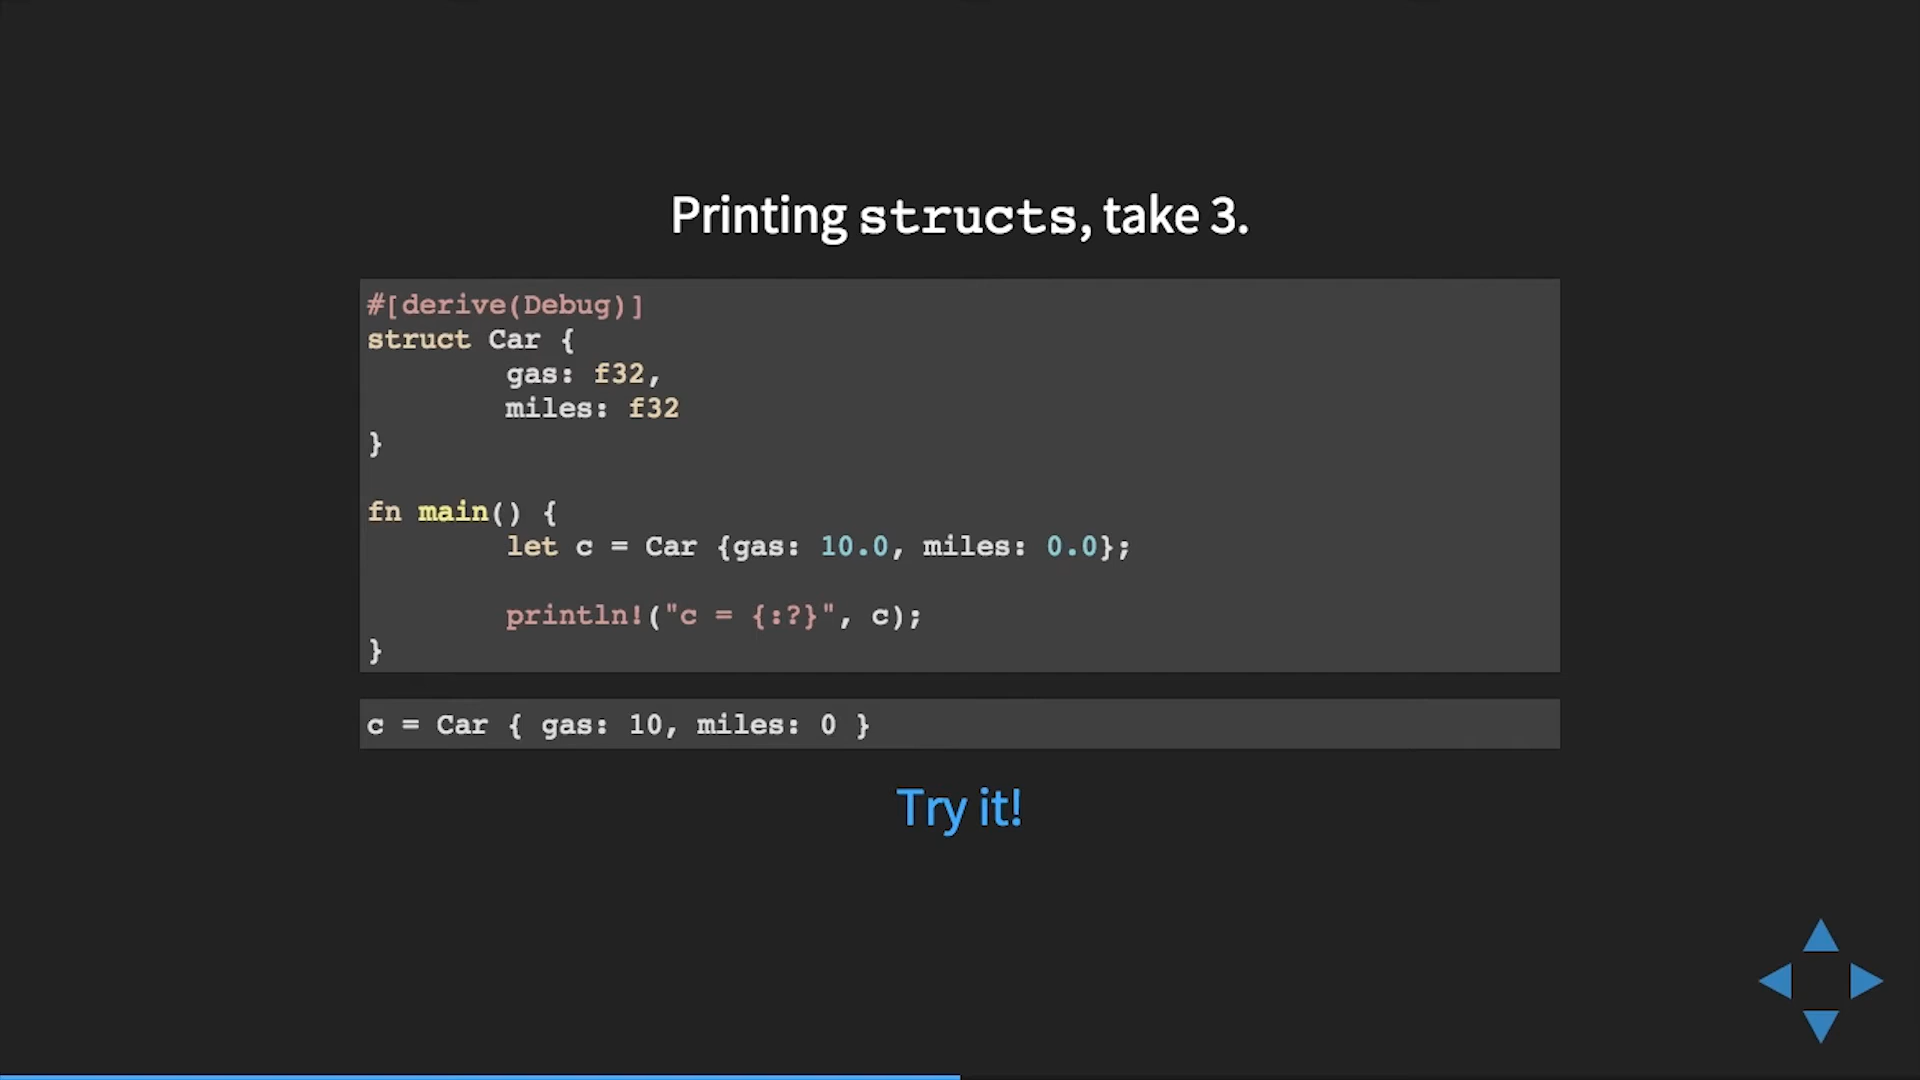 Printing structs, take 3.
#[derive(Debug)]
struct Car {
        gas: f32,
        miles: f32
}
fn main() {
        let c = Car {gas: 10.0, miles: 0.0};
        println!("c = {:?}", c);
}
c = Car { gas: 10, miles: 0 }
Try it!